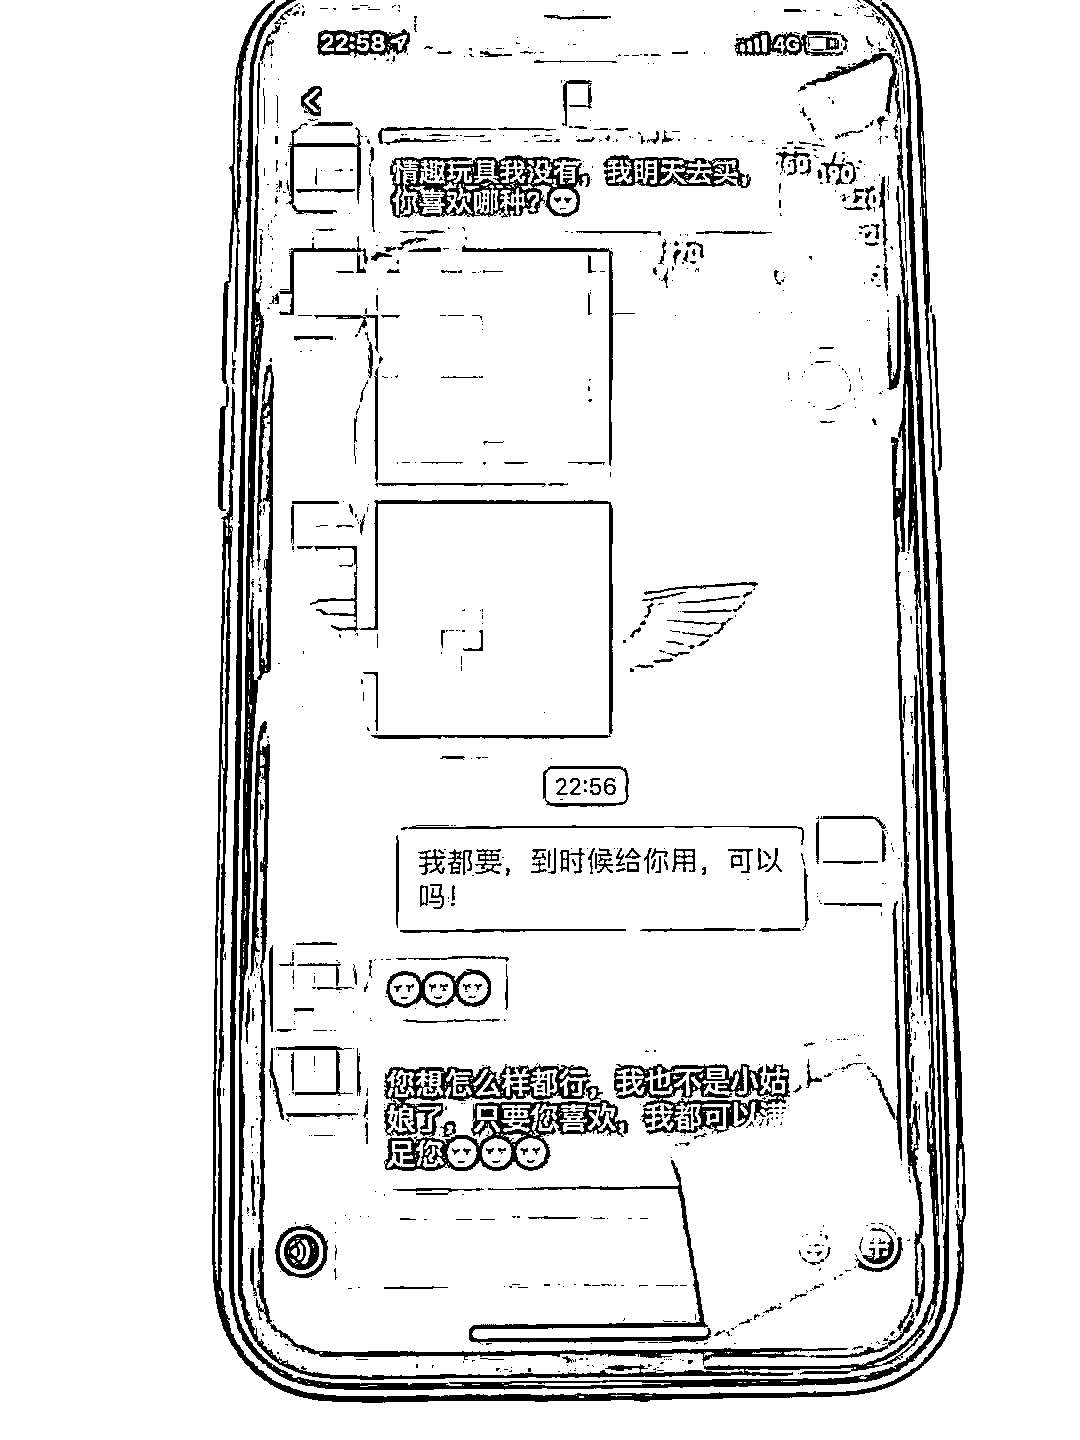 22:58
4G
情趣玩具我没有，我明天去买，
你喜欢哪种?
22:56
我都要，到时候给你用，可以
吗!
您想怎么样都行，我也不是小姑
娘了，只要您喜欢，我都可以满
足您